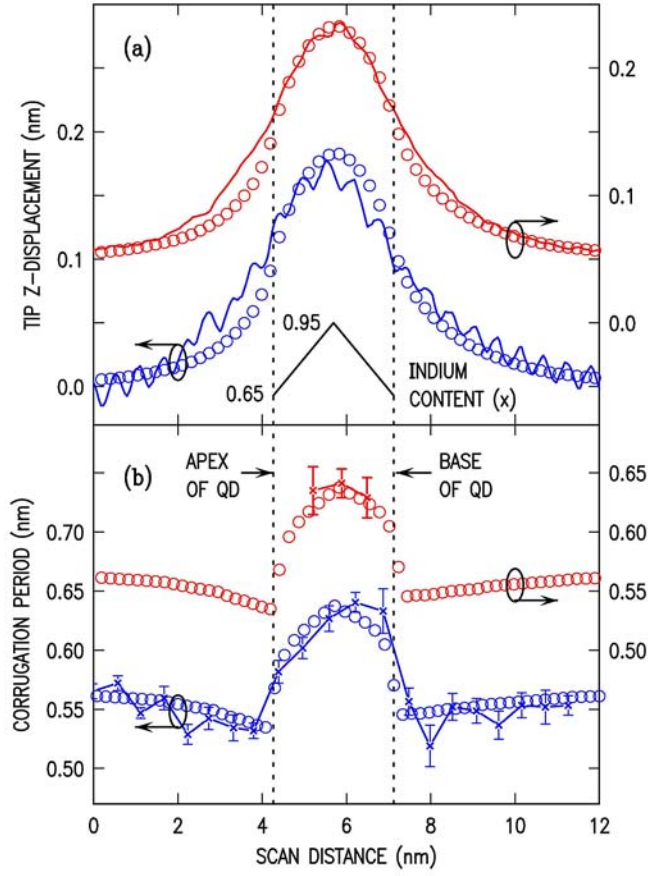 (a)
0.2
0.1
0.0
0.2
0.1
0.0
TIP Z-DISPLACEMENT (nm)
0.95
0.65
INDIUM
CONTENT (x)
(b)
APEX
OF QD
BASE
OF QD
0.70
0.65
0.60
0.55
0.50
0.65
0.60
0.55
0.50
CORRUGATION PERIOD (nm)
0
2
4
6
8
10
12
SCAN DISTANCE (nm)